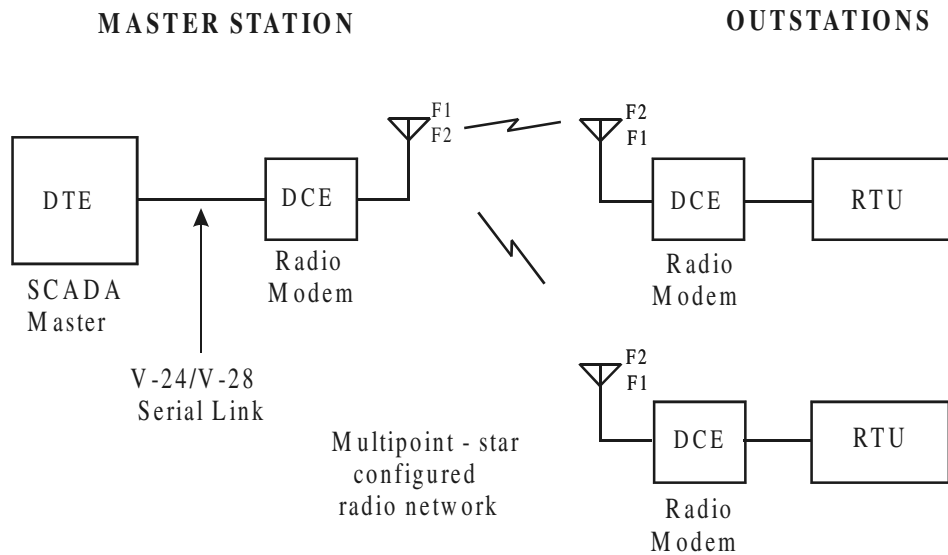 MASTER STATION
OUTSTATIONS
F1
F2
F2
F1
DTE
DCE
DCE
RTU
SCADA
Master
Radio
Modem
Radio
Modem
V-24/V-28
Serial Link
F2
F1
Multipoint - star
configured
radio network
DCE
RTU
Radio
Modem